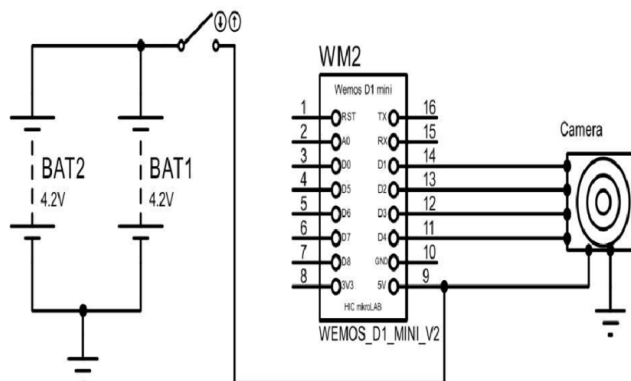 BAT2
4.2V
BAT1
4.2V
WM2
Wemos D1 mini
1 RST TX 16
2 A0 RX 15
3 D0 D1 14
4 D5 D2 13
5 D6 D3 12
6 D7 D4 11
7 D8 GND 10
8 3V3 5V 9
HIC mikroLAB
WEMOS_D1_MINI_V2
Camera